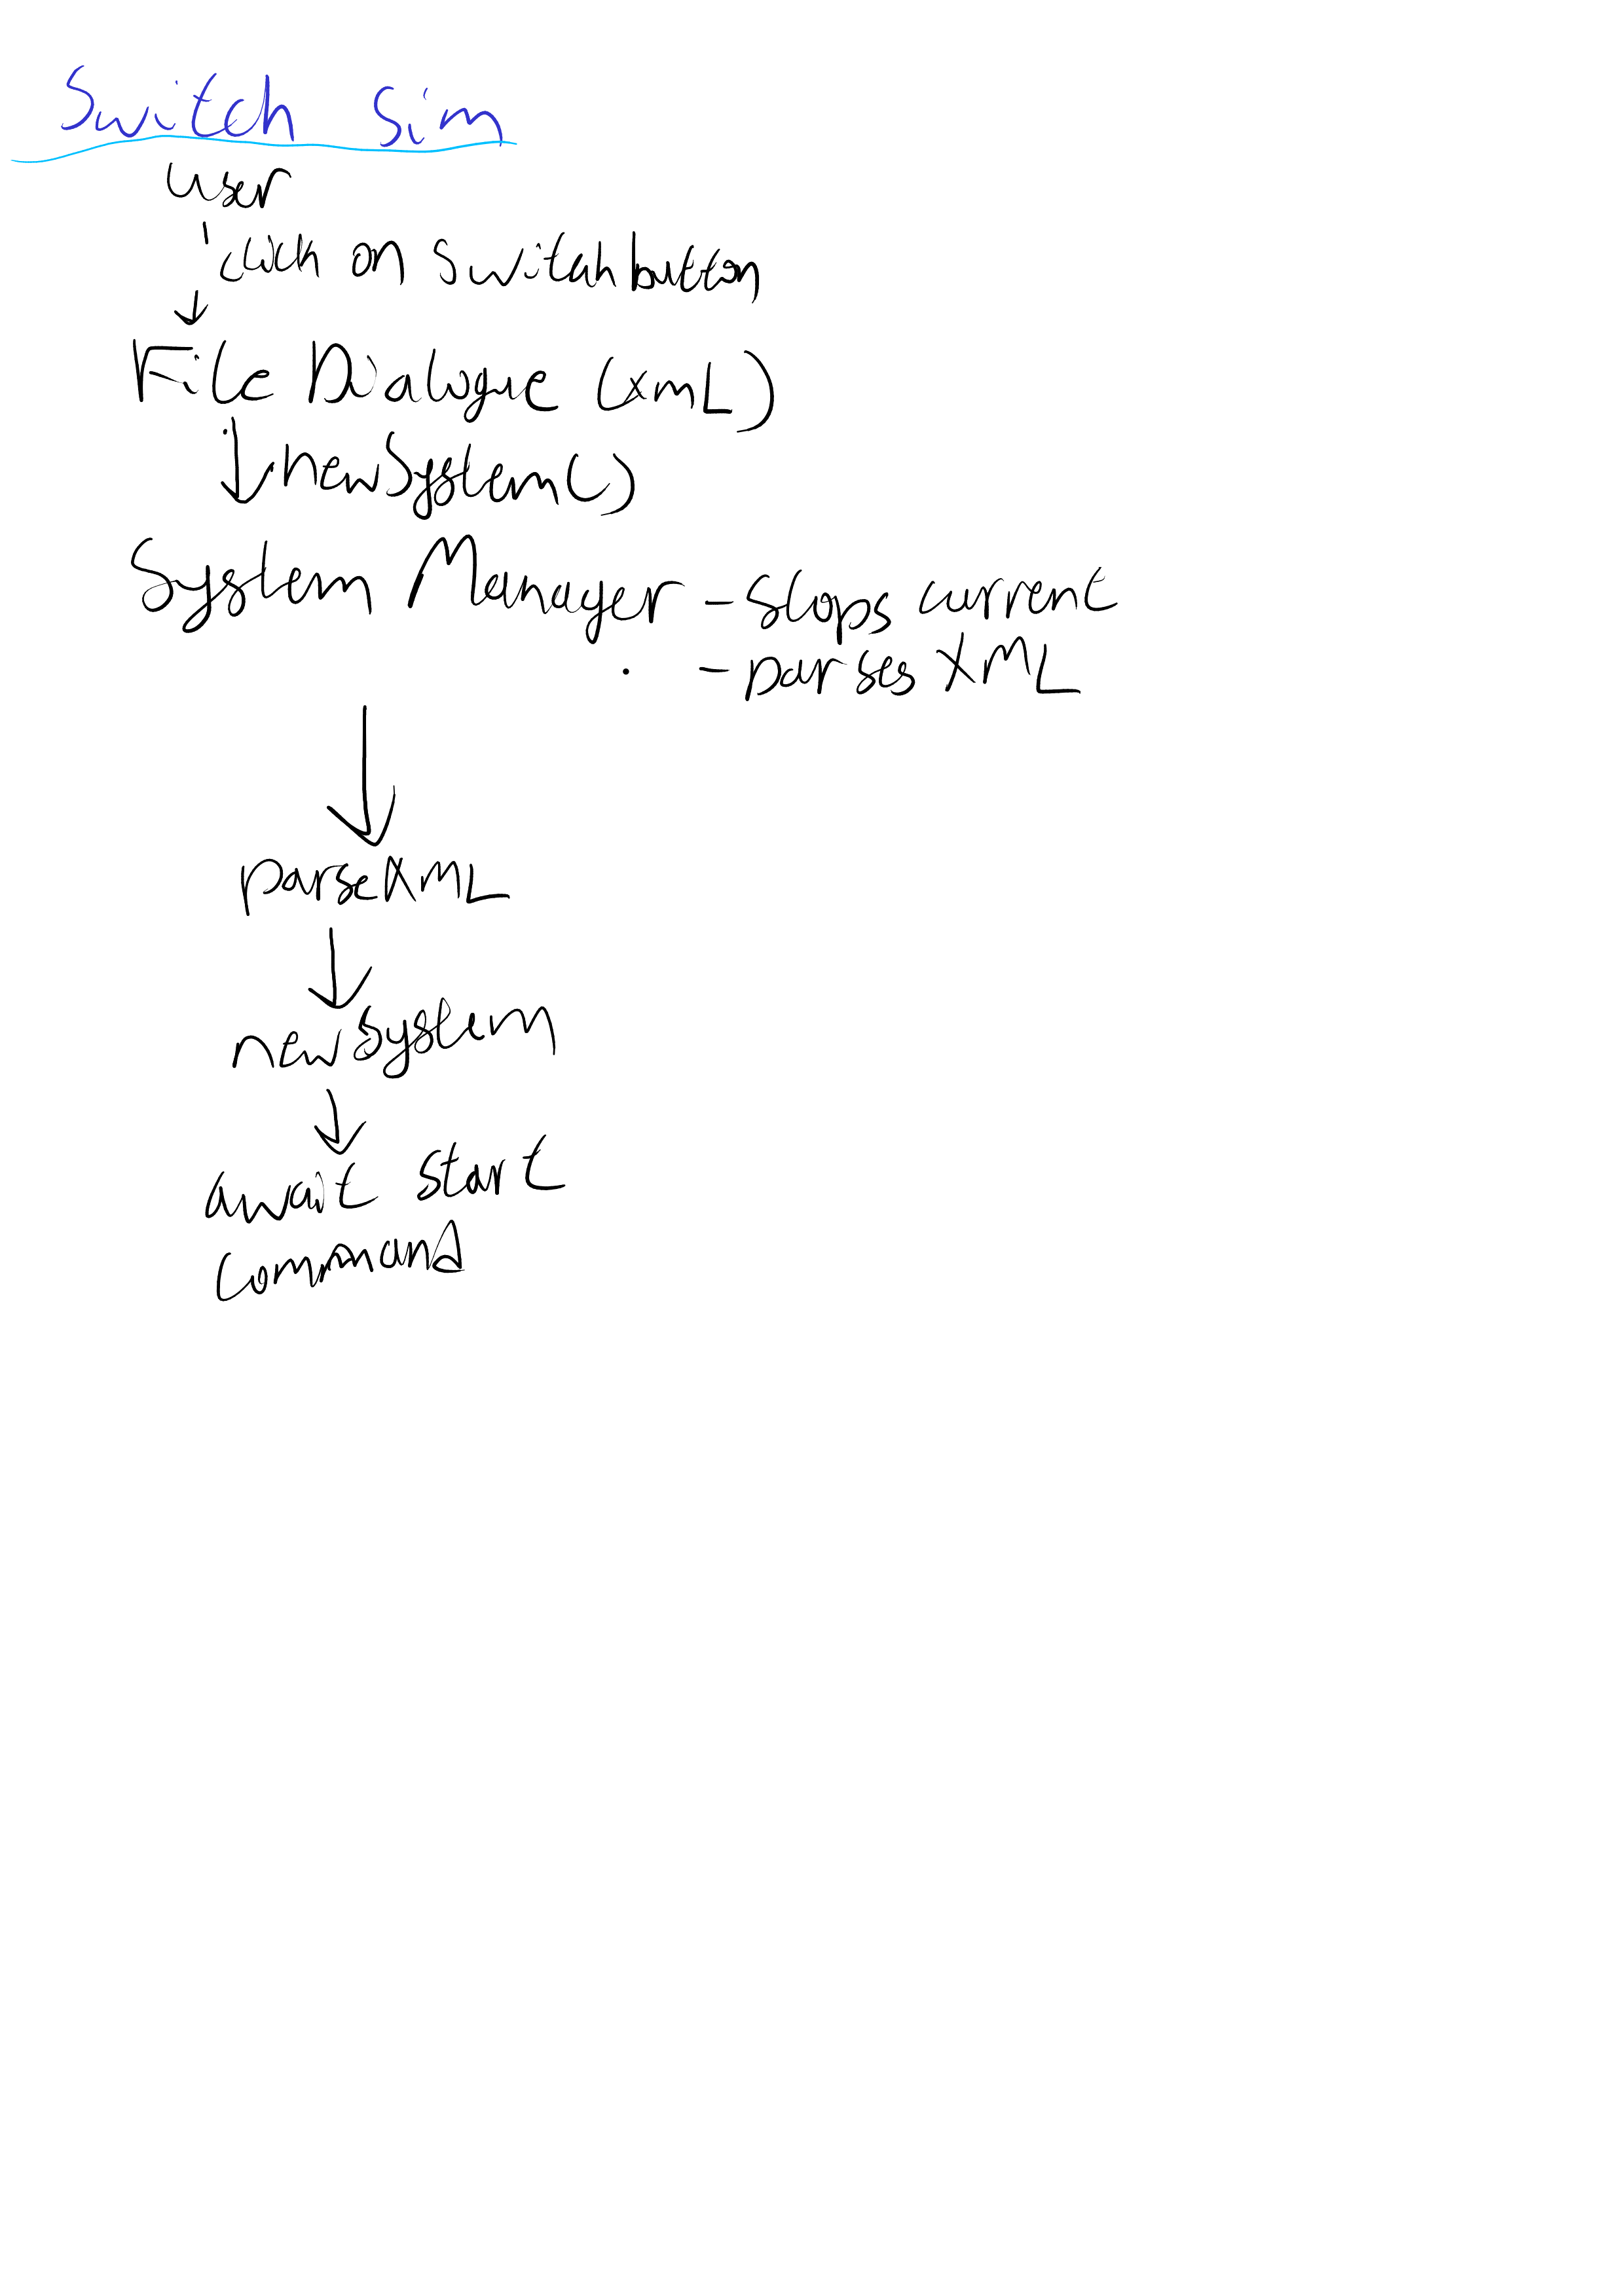 Switch Sim
User
click on switch button
File Dialogue (XML)
newSystem()
System Manager - stops current
- parses XML
parseXML
newSystem
await start
command